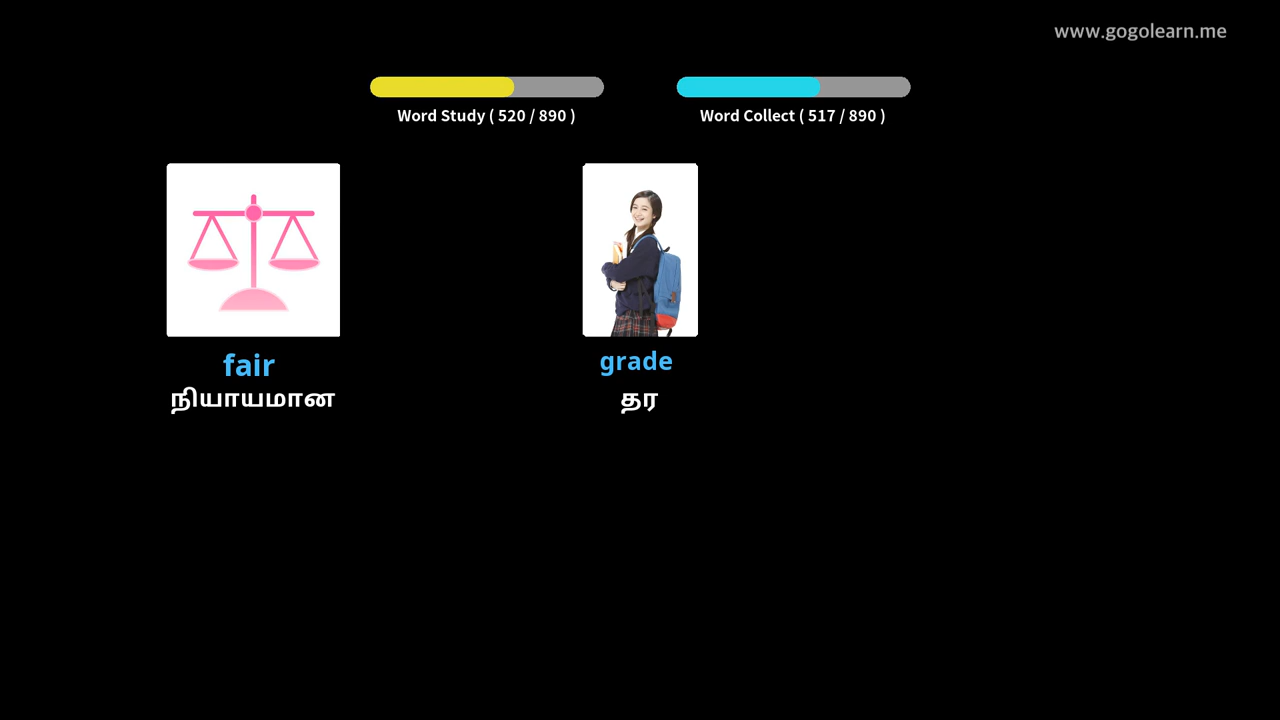 www.gogolearn.me
Word Study ( 520 / 890 )
Word Collect ( 517 / 890 )
fair
நியாயமான
grade
தர